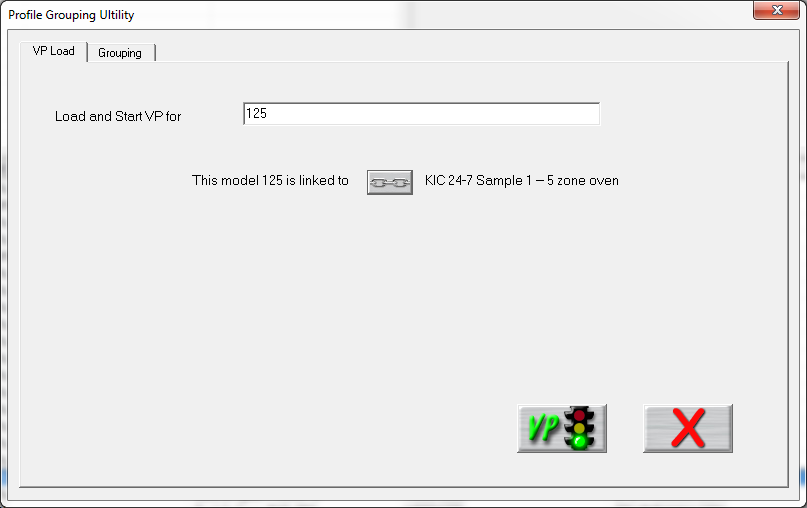 Profile Grouping Ultility
VP Load
Grouping
Load and Start VP for
125
This model 125 is linked to
KIC 24-7 Sample 1 – 5 zone oven
VP